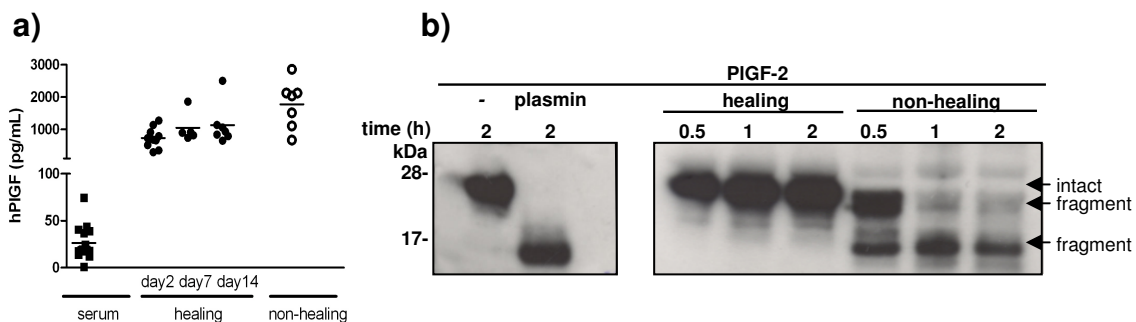 a)
3000
2000
1000
100
50
0
hPlGF (pg/mL)
day2 day7 day14
serum healing non-healing
b)
PlGF-2
- plasmin healing non-healing
time (h) 2 2 0.5 1 2 0.5 1 2
kDa
28-
17-
intact
fragment
fragment